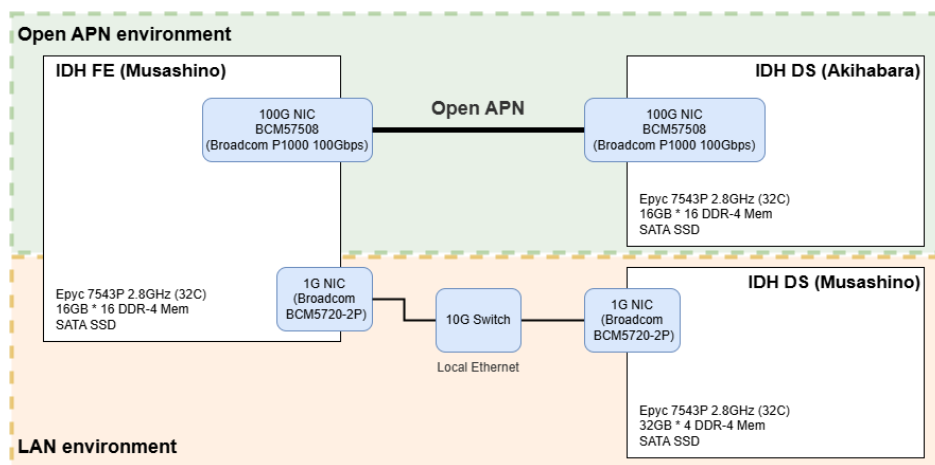 Open APN environment
IDH FE (Musashino)
100G NIC
BCM57508
(Broadcom P1000 100Gbps)
Open APN
IDH DS (Akihabara)
100G NIC
BCM57508
(Broadcom P1000 100Gbps)
Epyc 7543P 2.8GHz (32C)
16GB * 16 DDR-4 Mem
SATA SSD
Epyc 7543P 2.8GHz (32C)
16GB * 16 DDR-4 Mem
SATA SSD
1G NIC
(Broadcom
BCM5720-2P)
10G Switch
Local Ethernet
IDH DS (Musashino)
1G NIC
(Broadcom
BCM5720-2P)
Epyc 7543P 2.8GHz (32C)
32GB * 4 DDR-4 Mem
SATA SSD
LAN environment